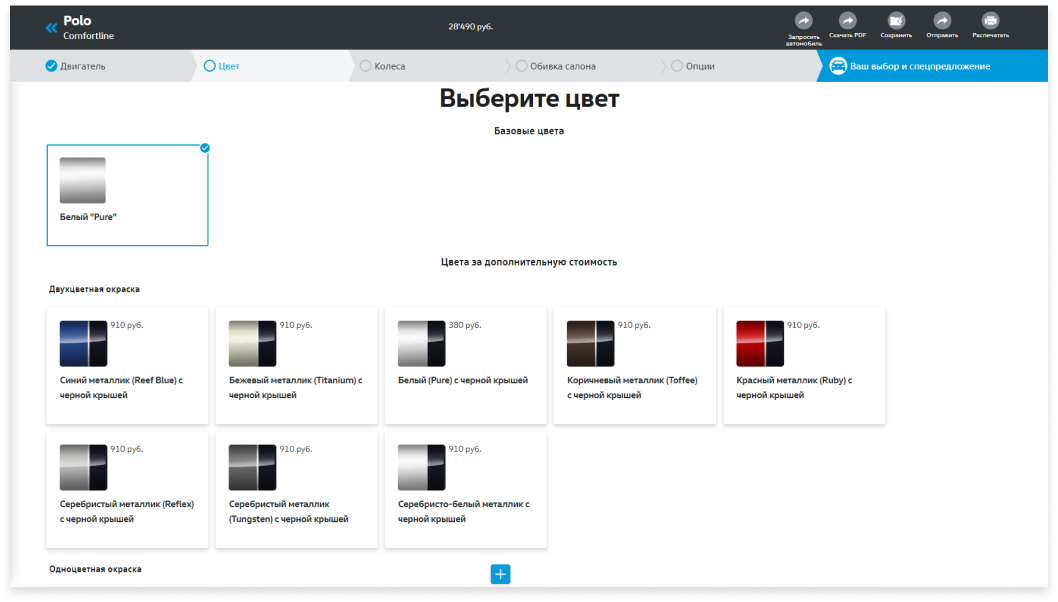 Polo
Comfortline
28'490 руб.
Запросить
автомобиль
Скачать PDF
Сохранить
Отправить
Распечатать
Двигатель
Цвет
Колеса
Обивка салона
Опции
Ваш выбор и спецпредложение
Выберите цвет
Базовые цвета
Белый "Pure"
Цвета за дополнительную стоимость
Двухцветная окраска
910 руб.
Синий металлик (Reef Blue) с
черной крышей
910 руб.
Бежевый металлик (Titanium) с
черной крышей
380 руб.
Белый (Pure) с черной крышей
910 руб.
Коричневый металлик (Toffee)
с черной крышей
910 руб.
Красный металлик (Ruby) с
черной крышей
910 руб.
Серебристый металлик (Reflex)
с черной крышей
910 руб.
Серебристый металлик
(Tungsten) с черной крышей
910 руб.
Серебристо-белый металлик с
черной крышей
Одноцветная окраска